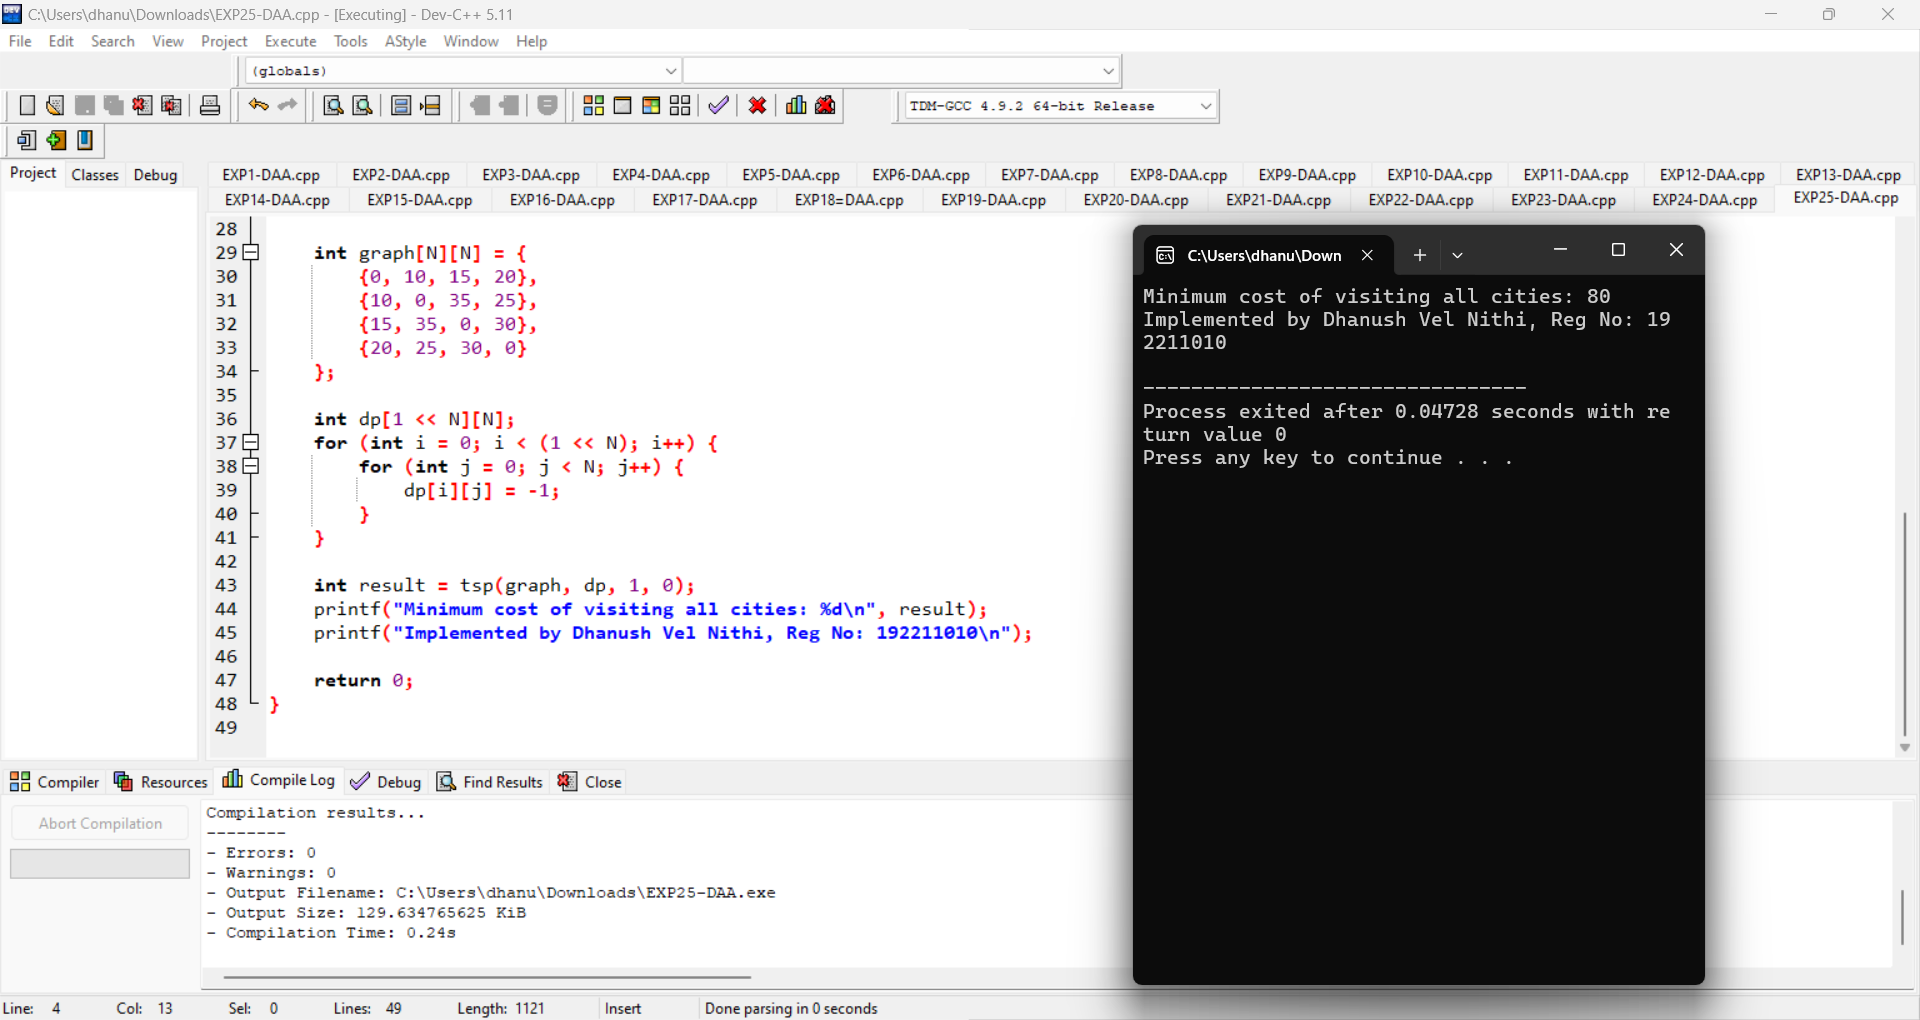 C:\Users\dhanu\Downloads\EXP25-DAA.cpp - [Executing] - Dev-C++ 5.11
File Edit Search View Project Execute Tools AStyle Window Help
(globals)
TDM-GCC 4.9.2 64-bit Release
Project Classes Debug
EXP1-DAA.cpp EXP2-DAA.cpp EXP3-DAA.cpp EXP4-DAA.cpp EXP5-DAA.cpp EXP6-DAA.cpp EXP7-DAA.cpp EXP8-DAA.cpp EXP9-DAA.cpp EXP10-DAA.cpp EXP11-DAA.cpp EXP12-DAA.cpp EXP13-DAA.cpp
EXP14-DAA.cpp EXP15-DAA.cpp EXP16-DAA.cpp EXP17-DAA.cpp EXP18=DAA.cpp EXP19-DAA.cpp EXP20-DAA.cpp EXP21-DAA.cpp EXP22-DAA.cpp EXP23-DAA.cpp EXP24-DAA.cpp EXP25-DAA.cpp
28
29 int graph[N][N] = {
30 {0, 10, 15, 20},
31 {10, 0, 35, 25},
32 {15, 35, 0, 30},
33 {20, 25, 30, 0}
34 };
35
36 int dp[1 << N][N];
37 for (int i = 0; i < (1 << N); i++) {
38 for (int j = 0; j < N; j++) {
39 dp[i][j] = -1;
40 }
41 }
42
43 int result = tsp(graph, dp, 1, 0);
44 printf("Minimum cost of visiting all cities: %d\n", result);
45 printf("Implemented by Dhanush Vel Nithi, Reg No: 192211010\n");
46
47 return 0;
48 }
49
C:\Users\dhanu\Down
Minimum cost of visiting all cities: 80
Implemented by Dhanush Vel Nithi, Reg No: 19
2211010
--------------------------------
Process exited after 0.04728 seconds with re
turn value 0
Press any key to continue . . .
Compiler Resources Compile Log Debug Find Results Close
Abort Compilation
Compilation results...
--------
- Errors: 0
- Warnings: 0
- Output Filename: C:\Users\dhanu\Downloads\EXP25-DAA.exe
- Output Size: 129.634765625 KiB
- Compilation Time: 0.24s
Line: 4 Col: 13 Sel: 0 Lines: 49 Length: 1121 Insert Done parsing in 0 seconds